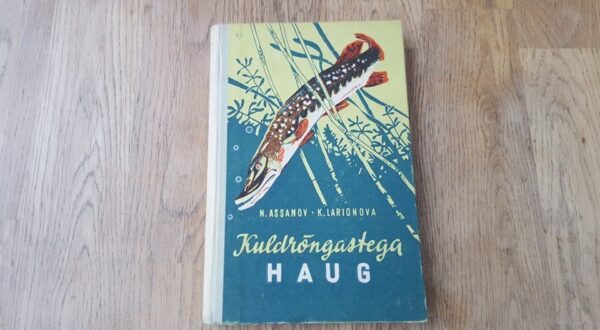 N. ASSANOV · K. LARIONOVA
Kuldrõngastega
HAUG